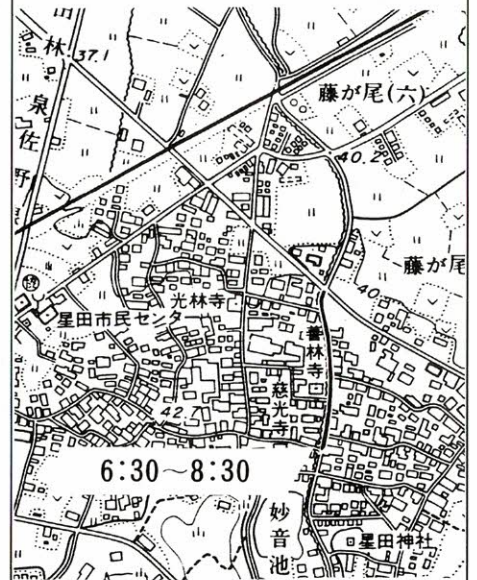 田
林
37.1
泉佐野
藤が尾(六)
40.2
藤が尾
40
光林寺
星田市民センター
善林寺
慈光寺
42.7
6:30~8:30
妙音池
星田神社